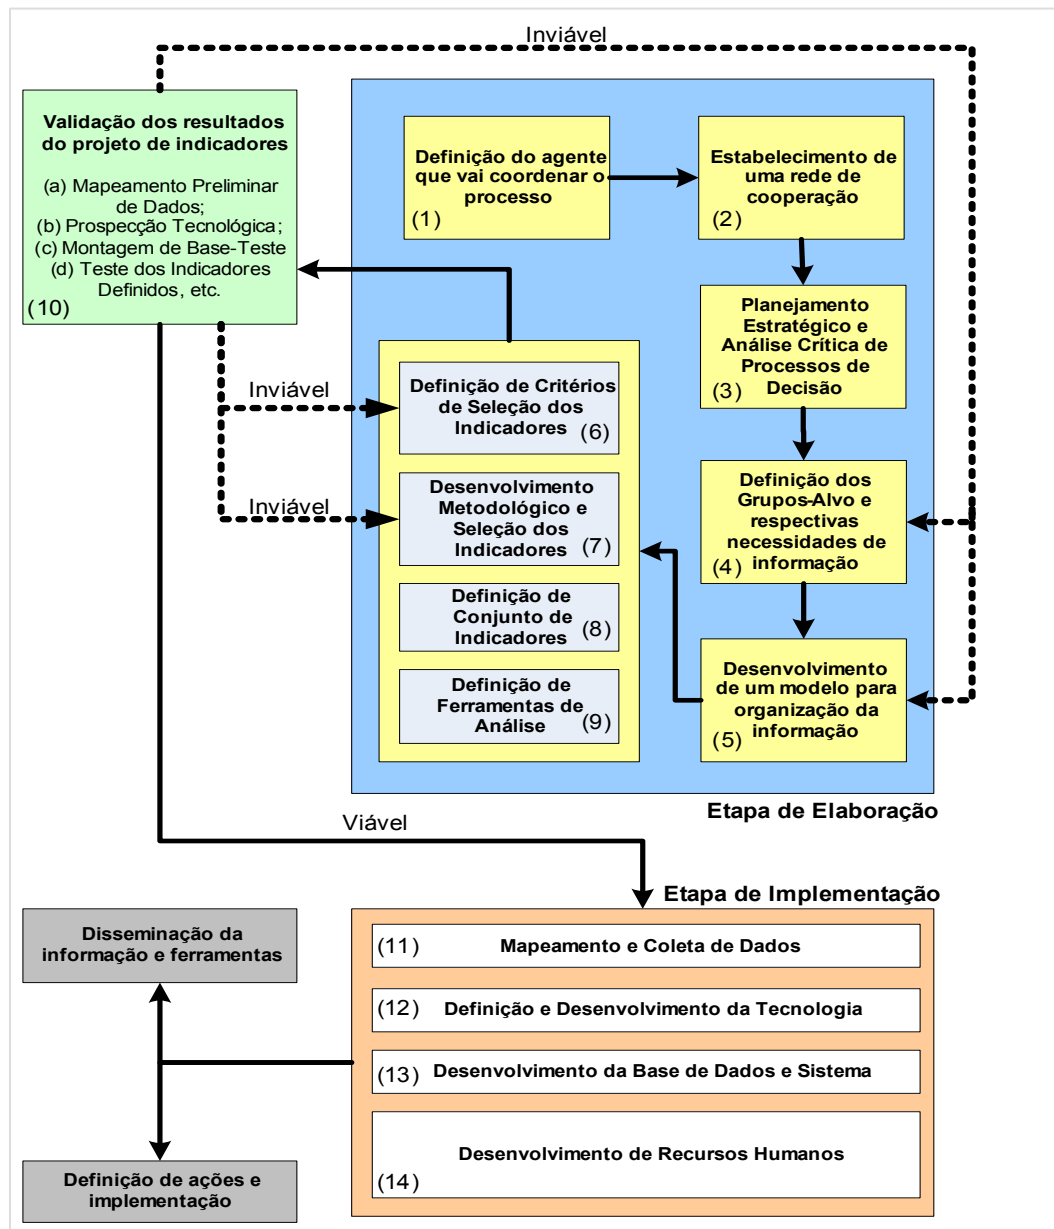 Inviável
Validação dos resultados
do projeto de indicadores
(a) Mapeamento Preliminar
de Dados;
(b) Prospecção Tecnológica;
(c) Montagem de Base-Teste
(d) Teste dos Indicadores
Definidos, etc.
(10)
Definição do agente
que vai coordenar o
processo
(1)
Estabelecimento de
uma rede de
cooperação
(2)
Planejamento
Estratégico e
Análise Crítica de
Processos de
Decisão
(3)
Definição dos
Grupos-Alvo e
respectivas
necessidades de
informação
(4)
Desenvolvimento
de um modelo para
organização da
informação
(5)
Inviável
Definição de Critérios
de Seleção dos
Indicadores
(6)
Inviável
Desenvolvimento
Metodológico e
Seleção dos
Indicadores
(7)
Definição de
Conjunto de
Indicadores
(8)
Definição de
Ferramentas de
Análise
(9)
Etapa de Elaboração
Viável
Etapa de Implementação
(11) Mapeamento e Coleta de Dados
(12) Definição e Desenvolvimento da Tecnologia
(13) Desenvolvimento da Base de Dados e Sistema
Desenvolvimento de Recursos Humanos
(14)
Disseminação da
informação e ferramentas
Definição de ações e
implementação